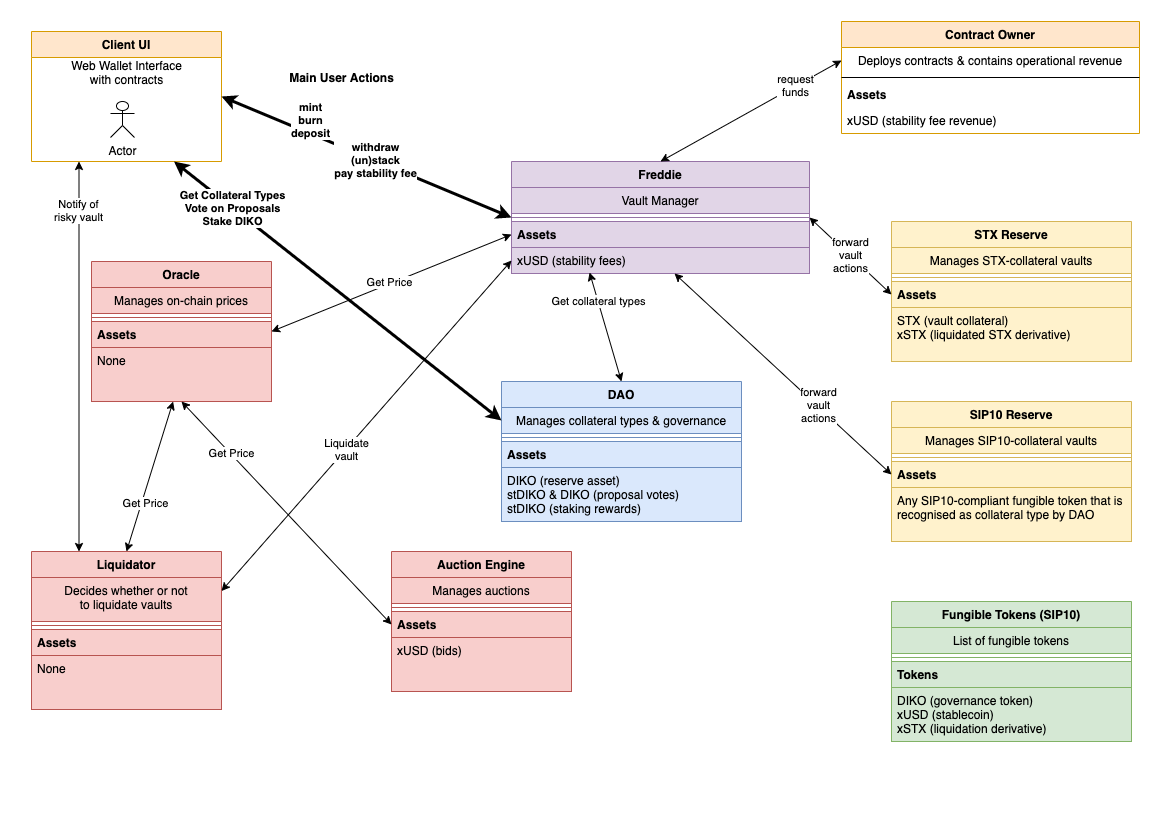 Client UI
Web Wallet Interface
with contracts
Actor
Main User Actions
mint
burn
deposit
withdraw
(un)stack
pay stability fee
request
funds
Contract Owner
Deploys contracts & contains operational revenue
Assets
xUSD (stability fee revenue)
Notify of
risky vault
Get Collateral Types
Vote on Proposals
Stake DIKO
Freddie
Vault Manager
Assets
xUSD (stability fees)
forward
vault
actions
STX Reserve
Manages STX-collateral vaults
Assets
STX (vault collateral)
xSTX (liquidated STX derivative)
Oracle
Manages on-chain prices
Assets
None
Get Price
Get collateral types
DAO
Manages collateral types & governance
Assets
DIKO (reserve asset)
stDIKO & DIKO (proposal votes)
stDIKO (staking rewards)
forward
vault
actions
SIP10 Reserve
Manages SIP10-collateral vaults
Assets
Any SIP10-compliant fungible token that is
recognised as collateral type by DAO
Get Price
Liquidate
vault
Get Price
Liquidator
Decides whether or not
to liquidate vaults
Assets
None
Auction Engine
Manages auctions
Assets
xUSD (bids)
Fungible Tokens (SIP10)
List of fungible tokens
Tokens
DIKO (governance token)
xUSD (stablecoin)
xSTX (liquidation derivative)